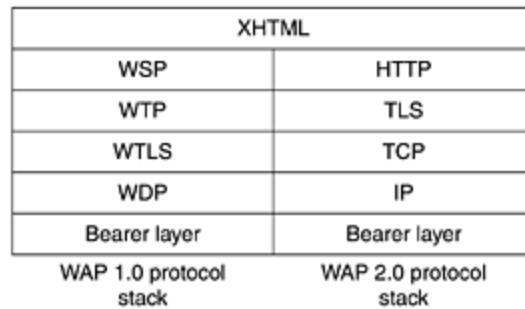 XHTML
WSP HTTP
WTP TLS
WTLS TCP
WDP IP
Bearer layer Bearer layer
WAP 1.0 protocol WAP 2.0 protocol
stack stack